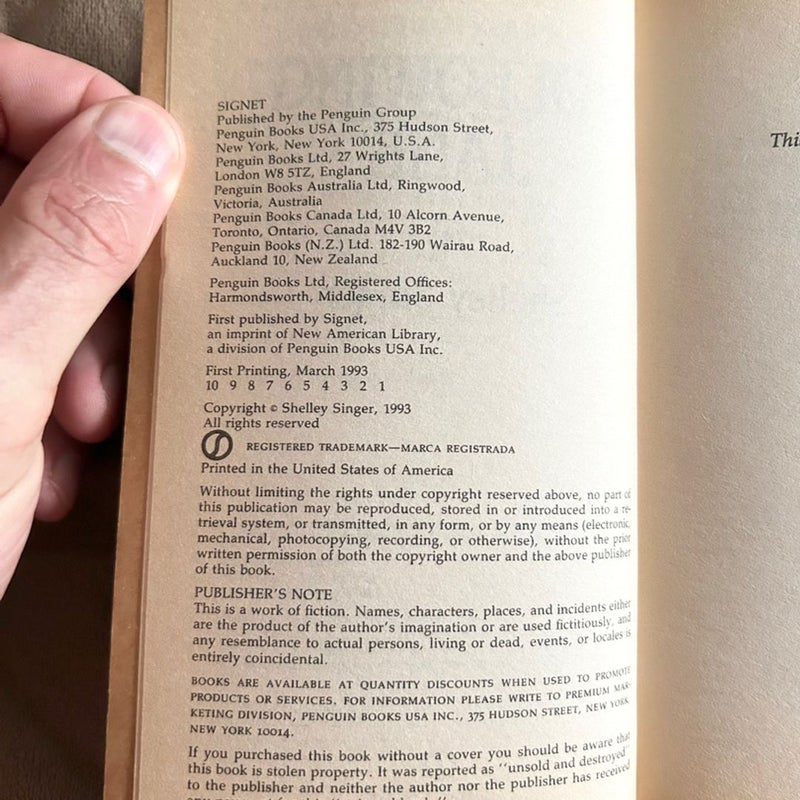 SIGNET
Published by the Penguin Group
Penguin Books USA Inc., 375 Hudson Street,
New York, New York 10014, U.S.A.
Penguin Books Ltd, 27 Wrights Lane,
London W8 5TZ, England
Penguin Books Australia Ltd, Ringwood,
Victoria, Australia
Penguin Books Canada Ltd, 10 Alcorn Avenue,
Toronto, Ontario, Canada M4V 3B2
Penguin Books (N.Z.) Ltd. 182-190 Wairau Road,
Auckland 10, New Zealand
Penguin Books Ltd, Registered Offices:
Harmondsworth, Middlesex, England
First published by Signet,
an imprint of New American Library,
a division of Penguin Books USA Inc.
First Printing, March 1993
10 9 8 7 6 5 4 3 2 1
Copyright © Shelley Singer, 1993
All rights reserved
REGISTERED TRADEMARK—MARCA REGISTRADA
Printed in the United States of America
Without limiting the rights under copyright reserved above, no part of
this publication may be reproduced, stored in or introduced into a re-
trieval system, or transmitted, in any form, or by any means (electronic,
mechanical, photocopying, recording, or otherwise), without the prior
written permission of both the copyright owner and the above publisher
of this book.
PUBLISHER'S NOTE
This is a work of fiction. Names, characters, places, and incidents either
are the product of the author's imagination or are used fictitiously, and
any resemblance to actual persons, living or dead, events, or locales is
entirely coincidental.
BOOKS ARE AVAILABLE AT QUANTITY DISCOUNTS WHEN USED TO PROMOTE
PRODUCTS OR SERVICES. FOR INFORMATION PLEASE WRITE TO PREMIUM MAR-
KETING DIVISION, PENGUIN BOOKS USA INC., 375 HUDSON STREET, NEW YORK,
NEW YORK 10014.
If you purchased this book without a cover you should be aware that
this book is stolen property. It was reported as "unsold and destroyed"
to the publisher and neither the author nor the publisher has received